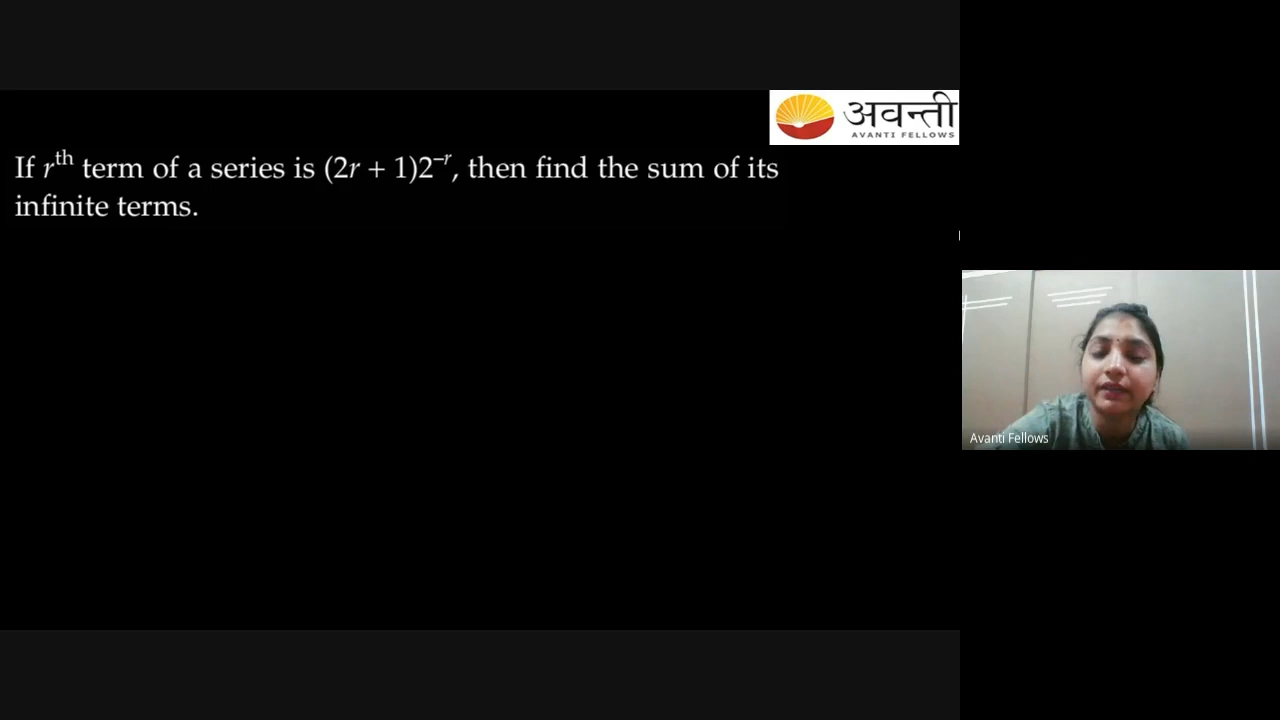 अवन्ती
AVANTI FELLOWS
If rᵗʰ term of a series is (2r + 1)2⁻ʳ, then find the sum of its
infinite terms.
Avanti Fellows